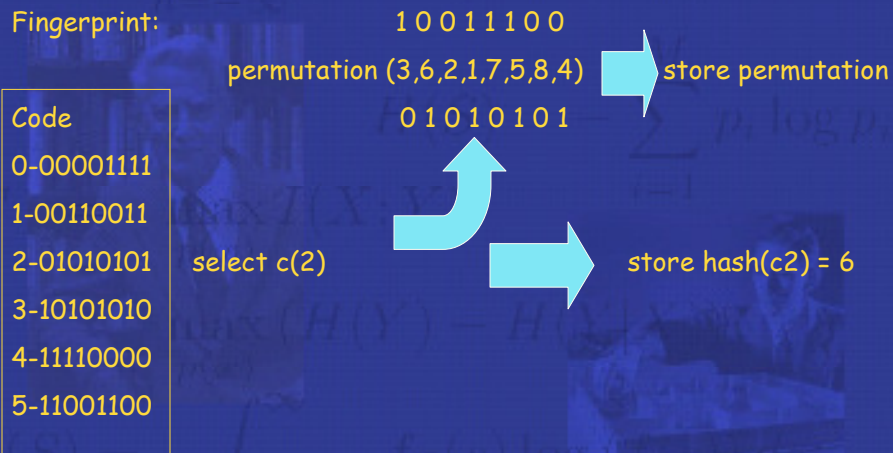 Fingerprint: 1 0 0 1 1 1 0 0
permutation (3,6,2,1,7,5,8,4) store permutation
Code 0 1 0 1 0 1 0 1
0-00001111
1-00110011
2-01010101 select c(2) store hash(c2) = 6
3-10101010
4-11110000
5-11001100